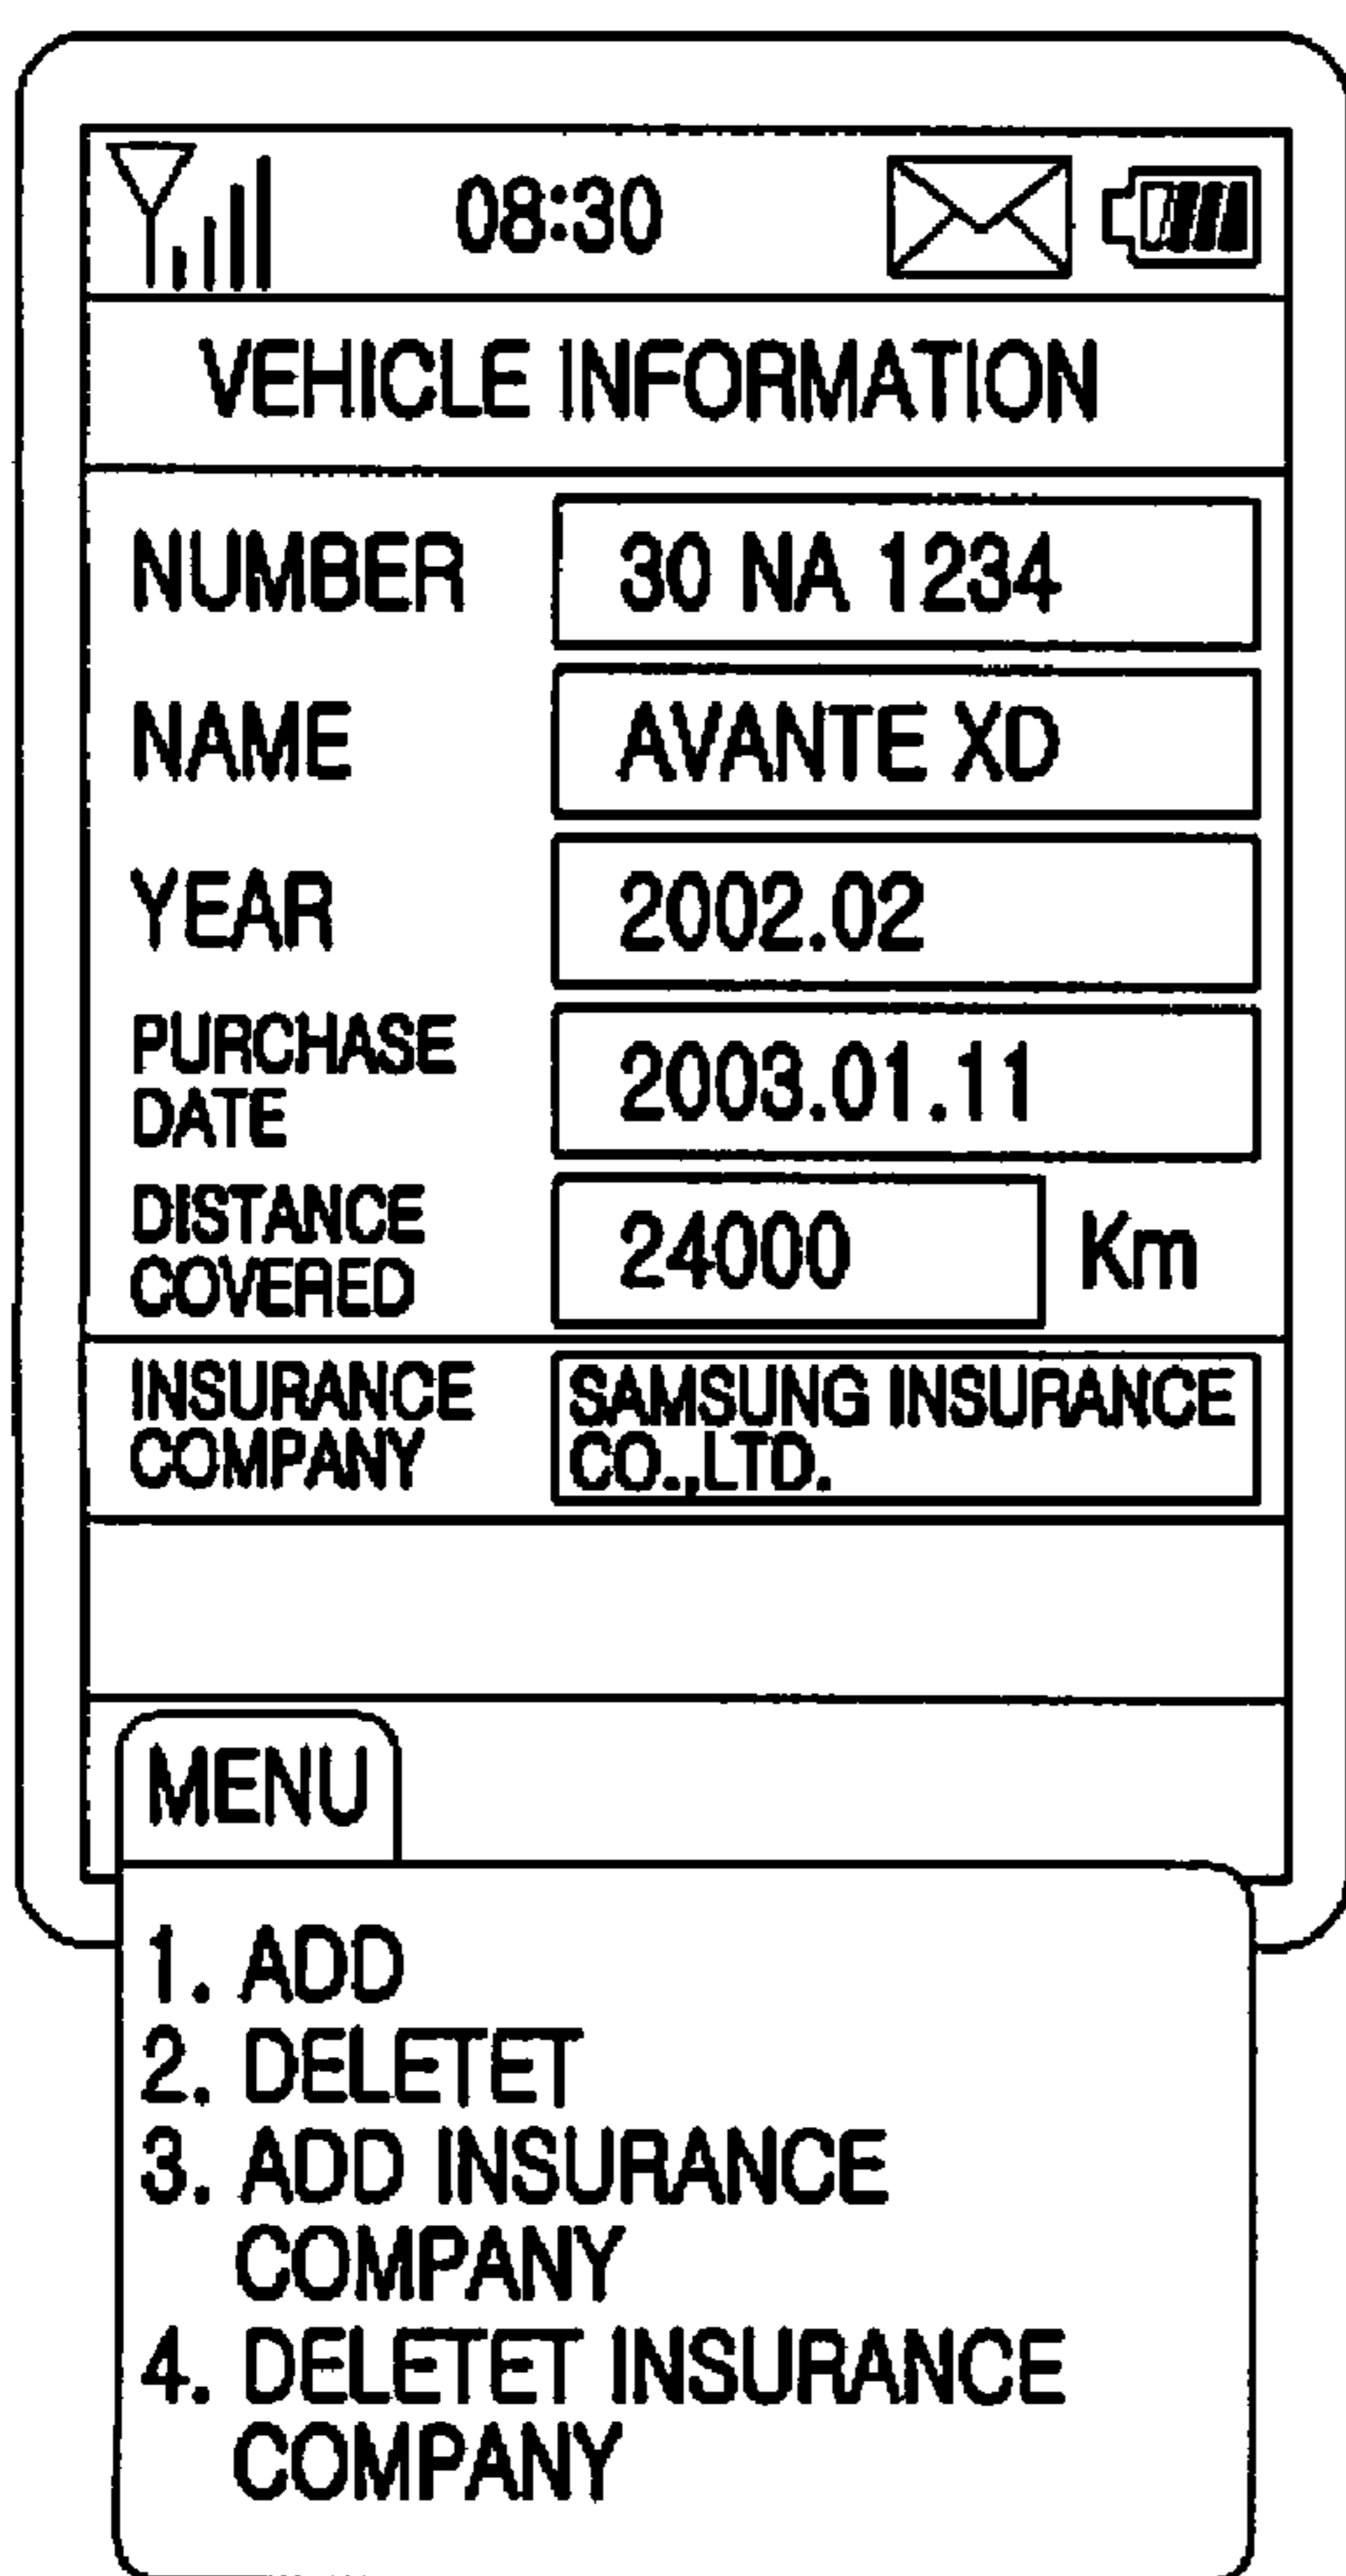 08:30
VEHICLE INFORMATION
NUMBER 30 NA 1234
NAME AVANTE XD
YEAR 2002.02
PURCHASE
DATE
2003.01.11
DISTANCE
COVERED
24000 Km
INSURANCE
COMPANY
SAMSUNG INSURANCE
CO.,LTD.
MENU
1. ADD
2. DELETET
3. ADD INSURANCE
COMPANY
4. DELETET INSURANCE
COMPANY